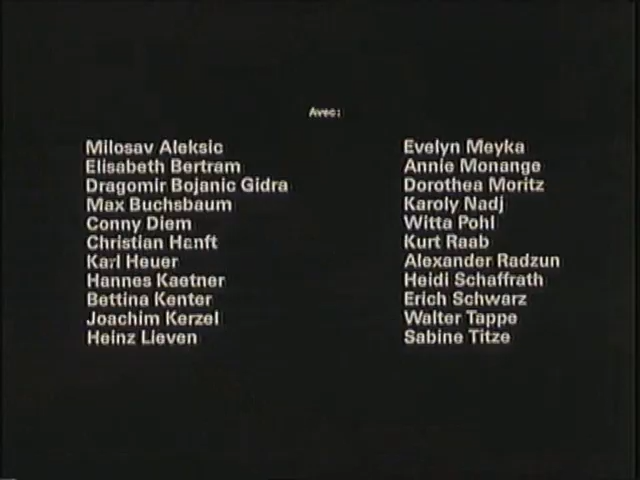 Avec:
Milosav Aleksic
Elisabeth Bertram
Dragomir Bojanic Gidra
Max Buchsbaum
Conny Diem
Christian Hanft
Karl Heuer
Hannes Kaetner
Bettina Kenter
Joachim Kerzel
Heinz Lieven
Evelyn Meyka
Annie Monange
Dorothea Moritz
Karoly Nadj
Witta Pohl
Kurt Raab
Alexander Radzun
Heidi Schaffrath
Erich Schwarz
Walter Tappe
Sabine Titze